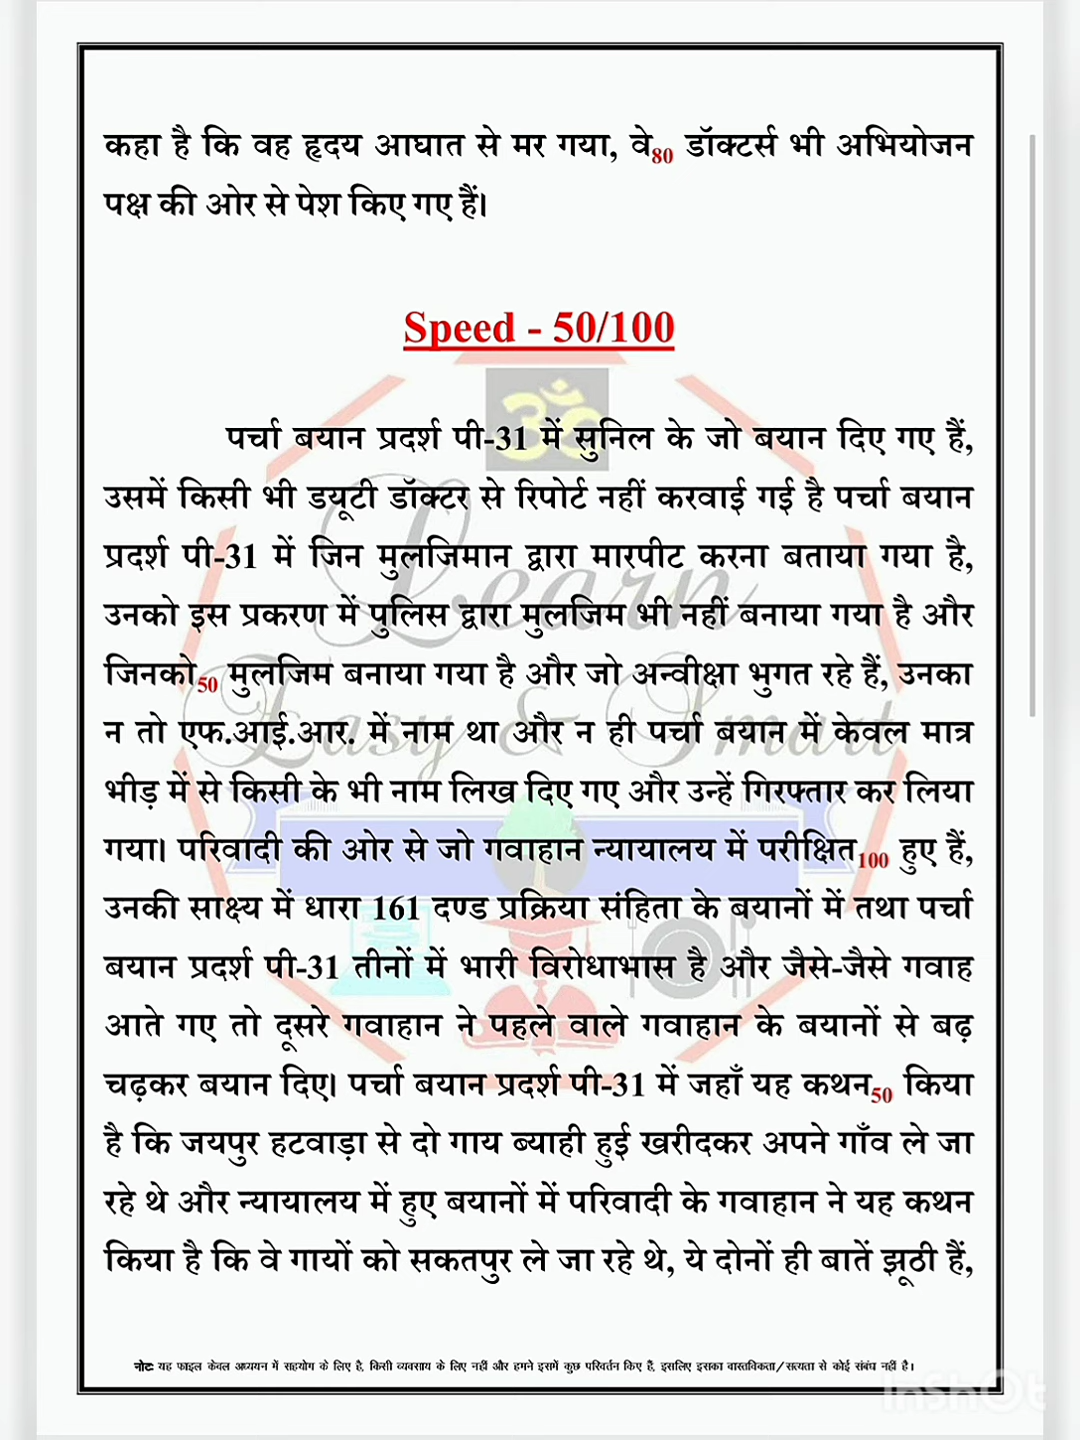 कहा है कि वह हृदय आघात से मर गया, वे80 डॉक्टर्स भी अभियोजन
पक्ष की ओर से पेश किए गए हैं।
Speed - 50/100
पर्चा बयान प्रदर्श पी-31 में सुनिल के जो बयान दिए गए हैं,
उसमें किसी भी डयूटी डॉक्टर से रिपोर्ट नहीं करवाई गई है पर्चा बयान
प्रदर्श पी-31 में जिन मुलजिमान द्वारा मारपीट करना बताया गया है,
उनको इस प्रकरण में पुलिस द्वारा मुलजिम भी नहीं बनाया गया है और
जिनको50 मुलजिम बनाया गया है और जो अन्वीक्षा भुगत रहे हैं, उनका
न तो एफ.आई.आर. में नाम था और न ही पर्चा बयान में केवल मात्र
भीड़ में से किसी के भी नाम लिख दिए गए और उन्हें गिरफ्तार कर लिया
गया। परिवादी की ओर से जो गवाहान न्यायालय में परीक्षित100 हुए हैं,
उनकी साक्ष्य में धारा 161 दण्ड प्रक्रिया संहिता के बयानों में तथा पर्चा
बयान प्रदर्श पी-31 तीनों में भारी विरोधाभास है और जैसे-जैसे गवाह
आते गए तो दूसरे गवाहान ने पहले वाले गवाहान के बयानों से बढ़
चढ़कर बयान दिए। पर्चा बयान प्रदर्श पी-31 में जहाँ यह कथन50 किया
है कि जयपुर हटवाड़ा से दो गाय ब्याही हुई खरीदकर अपने गाँव ले जा
रहे थे और न्यायालय में हुए बयानों में परिवादी के गवाहान ने यह कथन
किया है कि वे गायों को सकतपुर ले जा रहे थे, ये दोनों ही बातें झूठी हैं,
नोटः यह फाइल केवल अध्ययन में सहयोग के लिए है, किसी व्यवसाय के लिए नहीं और हमने इसमें कुछ परिवर्तन किए हैं, इसलिए इसका वास्तविकता/सत्यता से कोई संबंध नहीं है।
Learn
Easy & Smart
ॐ
InShOt